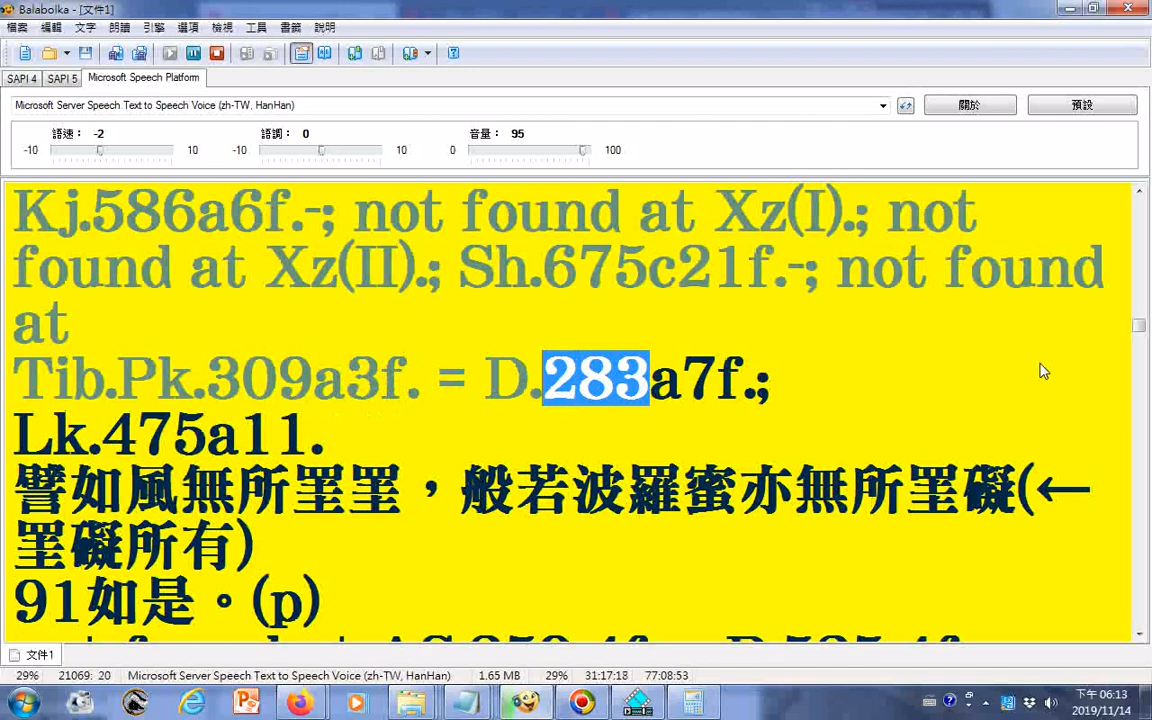 Balabolka - [文件1]
檔案 編輯 文字 朗讀 引擎 選項 檢視 工具 書籤 說明
SAPI 4 SAPI 5 Microsoft Speech Platform
Microsoft Server Speech Text to Speech Voice (zh-TW, HanHan) 關於 預設
語速： -2 語調： 0 音量： 95
-10 10 -10 10 0 100
Kj.586a6f.-; not found at Xz(I).; not
found at Xz(II).; Sh.675c21f.-; not found
at
Tib.Pk.309a3f. = D.283a7f.;
Lk.475a11.
譬如風無所罣罣，般若波羅蜜亦無所罣礙(←
罣礙所有)
91如是。(p)
文件1
29% 21069: 20 Microsoft Server Speech Text to Speech Voice (zh-TW, HanHan) 1.65 MB 29% 31:17:18 77:08:53
下午 06:13
2019/11/14